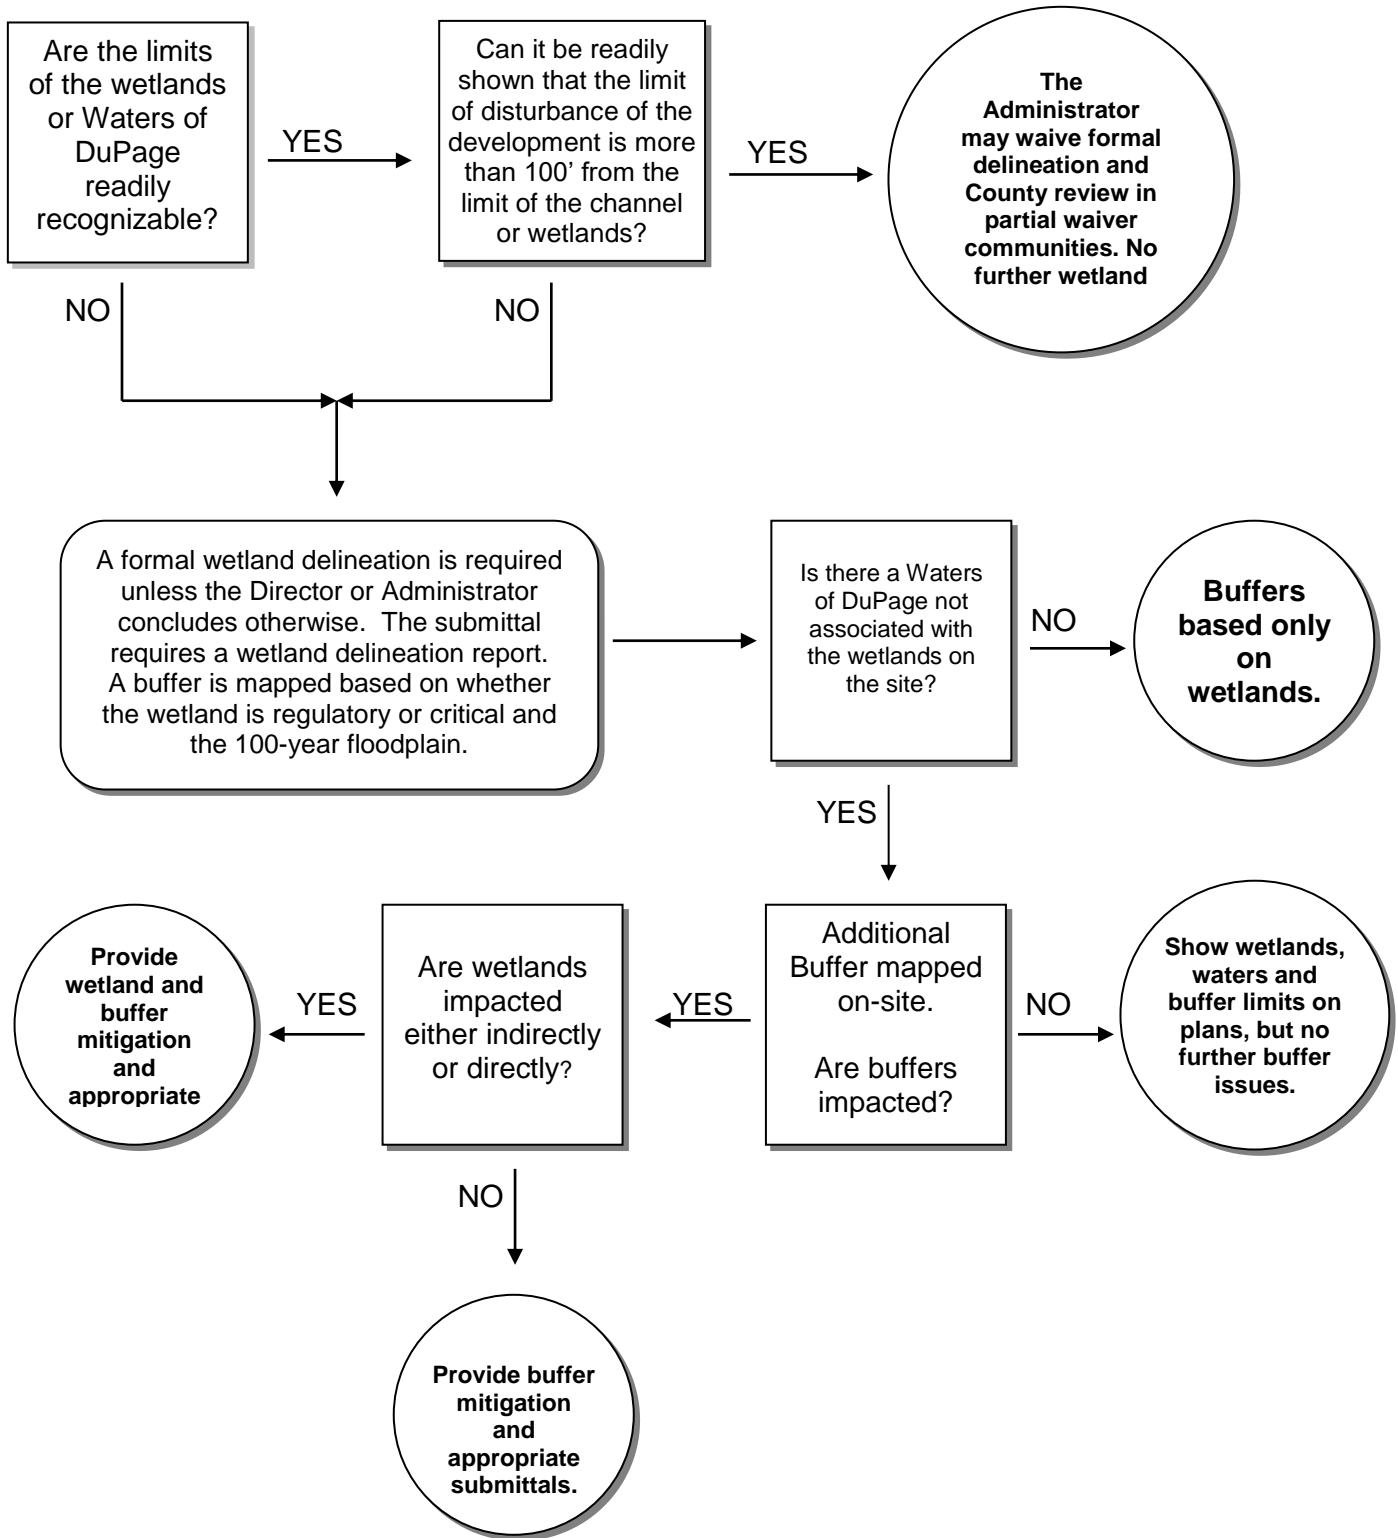 Are the limits
of the wetlands
or Waters of
DuPage
readily
recognizable?
YES
Can it be readily
shown that the limit
of disturbance of the
development is more
than 100’ from the
limit of the channel
or wetlands?
YES
The
Administrator
may waive formal
delineation and
County review in
partial waiver
communities. No
further wetland
NO
NO
A formal wetland delineation is required
unless the Director or Administrator
concludes otherwise.  The submittal
requires a wetland delineation report.
A buffer is mapped based on whether
the wetland is regulatory or critical and
the 100-year floodplain.
Is there a Waters
of DuPage not
associated with
the wetlands on
the site?
NO
Buffers
based only
on
wetlands.
YES
Provide
wetland and
buffer
mitigation
and
appropriate
YES
Are wetlands
impacted
either indirectly
or directly?
YES
Additional
Buffer mapped
on-site.
Are buffers
impacted?
NO
Show wetlands,
waters and
buffer limits on
plans, but no
further buffer
issues.
NO
Provide buffer
mitigation
and
appropriate
submittals.